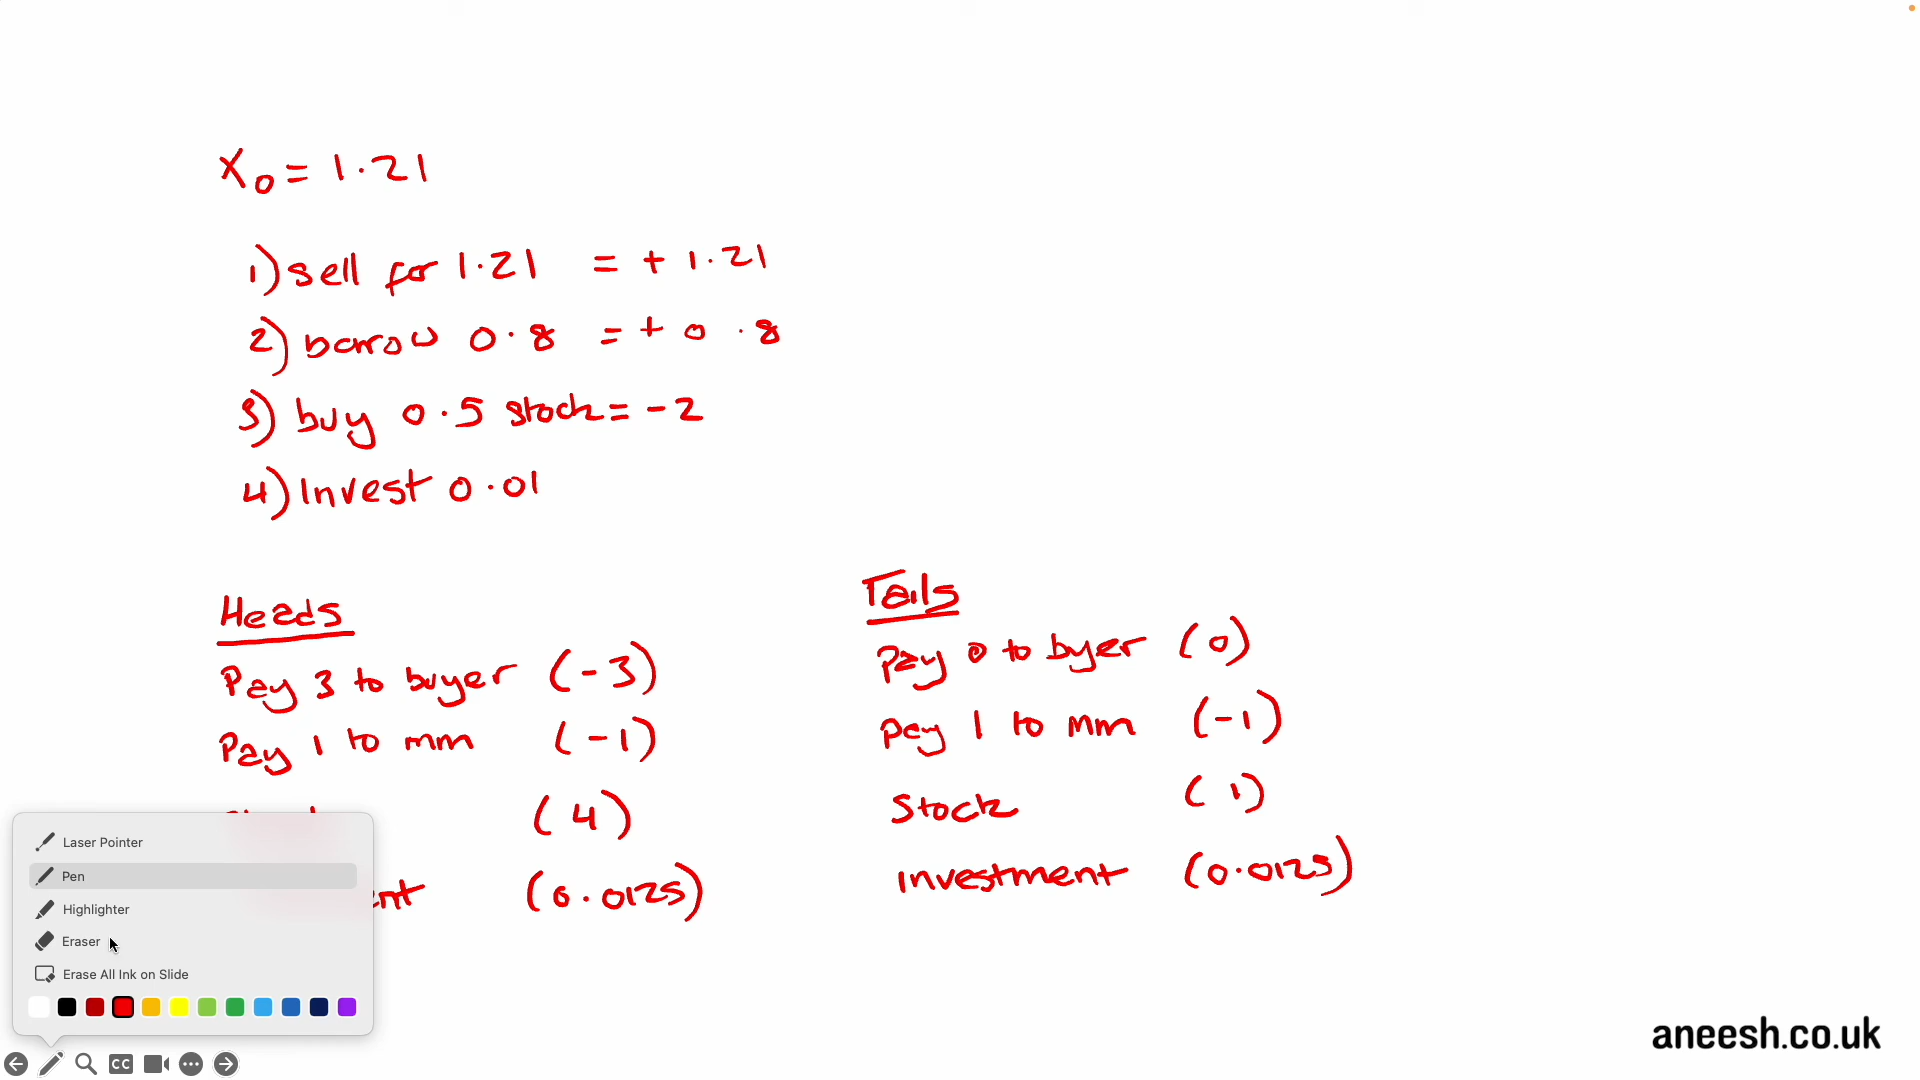 X₀ = 1.21
1) sell for 1.21 = + 1.21
2) borrow 0.8 = + 0.8
3) buy 0.5 stock = - 2
4) Invest 0.01
Heads
Pay 3 to buyer (-3)
Pay 1 to mm (-1)
(4)
(0.0125)
Tails
Pay 0 to byer (0)
Pay 1 to mm (-1)
Stock (1)
investment (0.0125)
Laser Pointer
Pen
Highlighter
Eraser
Erase All Ink on Slide
CC
aneesh.co.uk